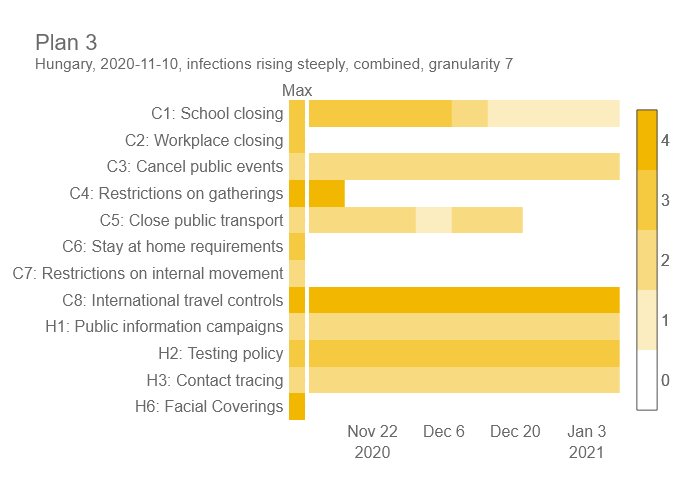 Plan 3
Hungary, 2020-11-10, infections rising steeply, combined, granularity 7
Max
C1: School closing
C2: Workplace closing
C3: Cancel public events
C4: Restrictions on gatherings
C5: Close public transport
C6: Stay at home requirements
C7: Restrictions on internal movement
C8: International travel controls
H1: Public information campaigns
H2: Testing policy
H3: Contact tracing
H6: Facial Coverings
4
3
2
1
0
Nov 22 Dec 6 Dec 20 Jan 3
2020 2021